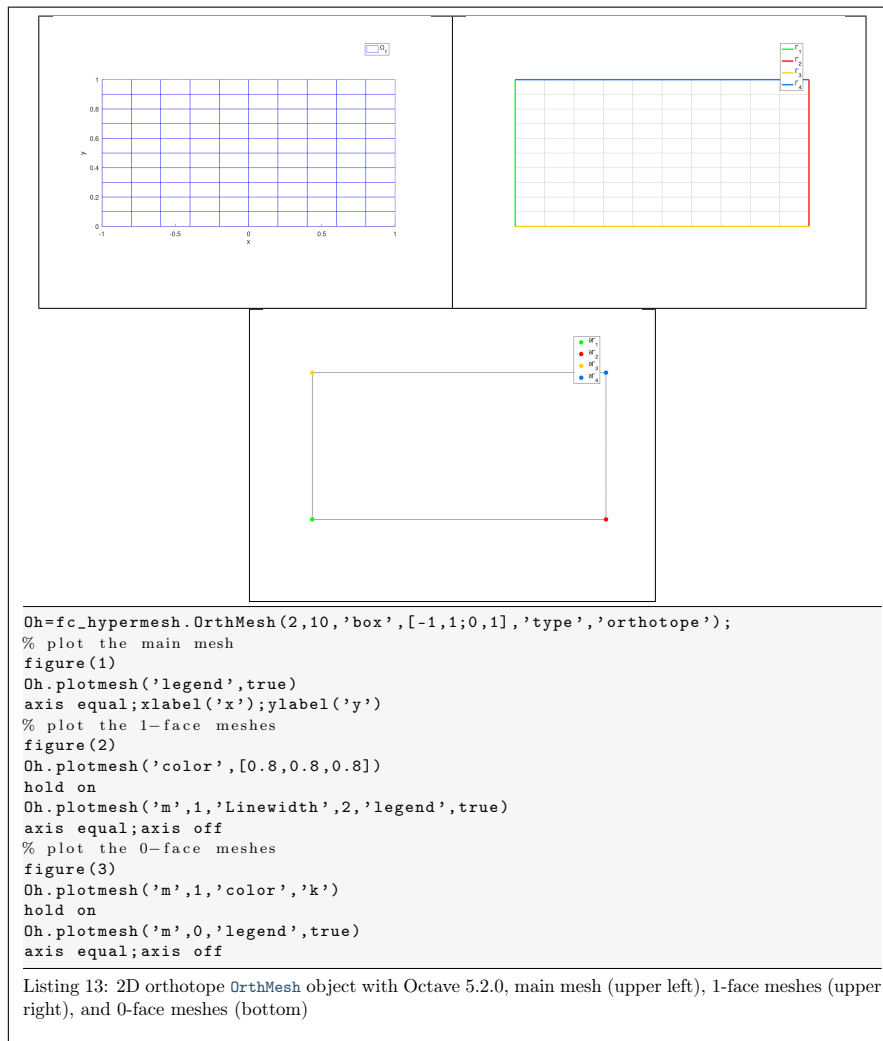 Ω1
1
0.8
0.6
y
0.4
0.2
0
-1
-0.5
0
0.5
1
x
Γ1
Γ2
Γ3
Γ4
∂Γ1
∂Γ2
∂Γ3
∂Γ4
Oh=fc_hypermesh.OrthMesh(2,10,'box',[-1,1;0,1],'type','orthotope');
% plot the main mesh
figure(1)
Oh.plotmesh('legend',true)
axis equal;xlabel('x');ylabel('y')
% plot the 1−face meshes
figure(2)
Oh.plotmesh('color',[0.8,0.8,0.8])
hold on
Oh.plotmesh('m',1,'Linewidth',2,'legend',true)
axis equal;axis off
% plot the 0−face meshes
figure(3)
Oh.plotmesh('m',1,'color','k')
hold on
Oh.plotmesh('m',0,'legend',true)
axis equal;axis off
Listing 13: 2D orthotope OrthMesh object with Octave 5.2.0, main mesh (upper left), 1-face meshes (upper
right), and 0-face meshes (bottom)